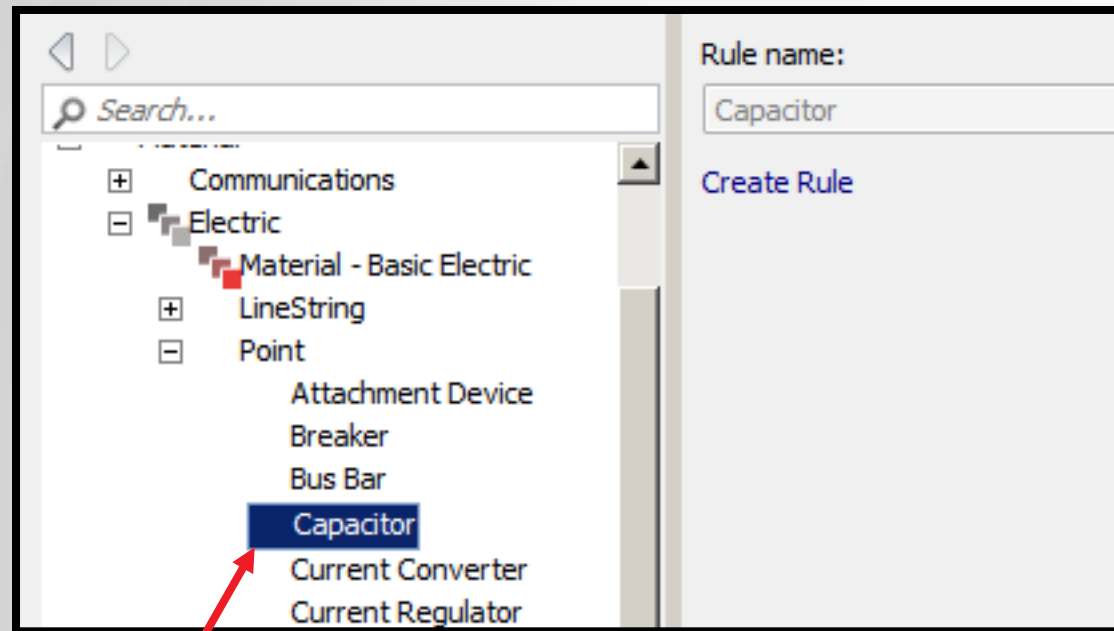 Search...
Communications
Electric
Material - Basic Electric
LineString
Point
Attachment Device
Breaker
Bus Bar
Capacitor
Current Converter
Current Regulator
Rule name:
Capacitor
Create Rule